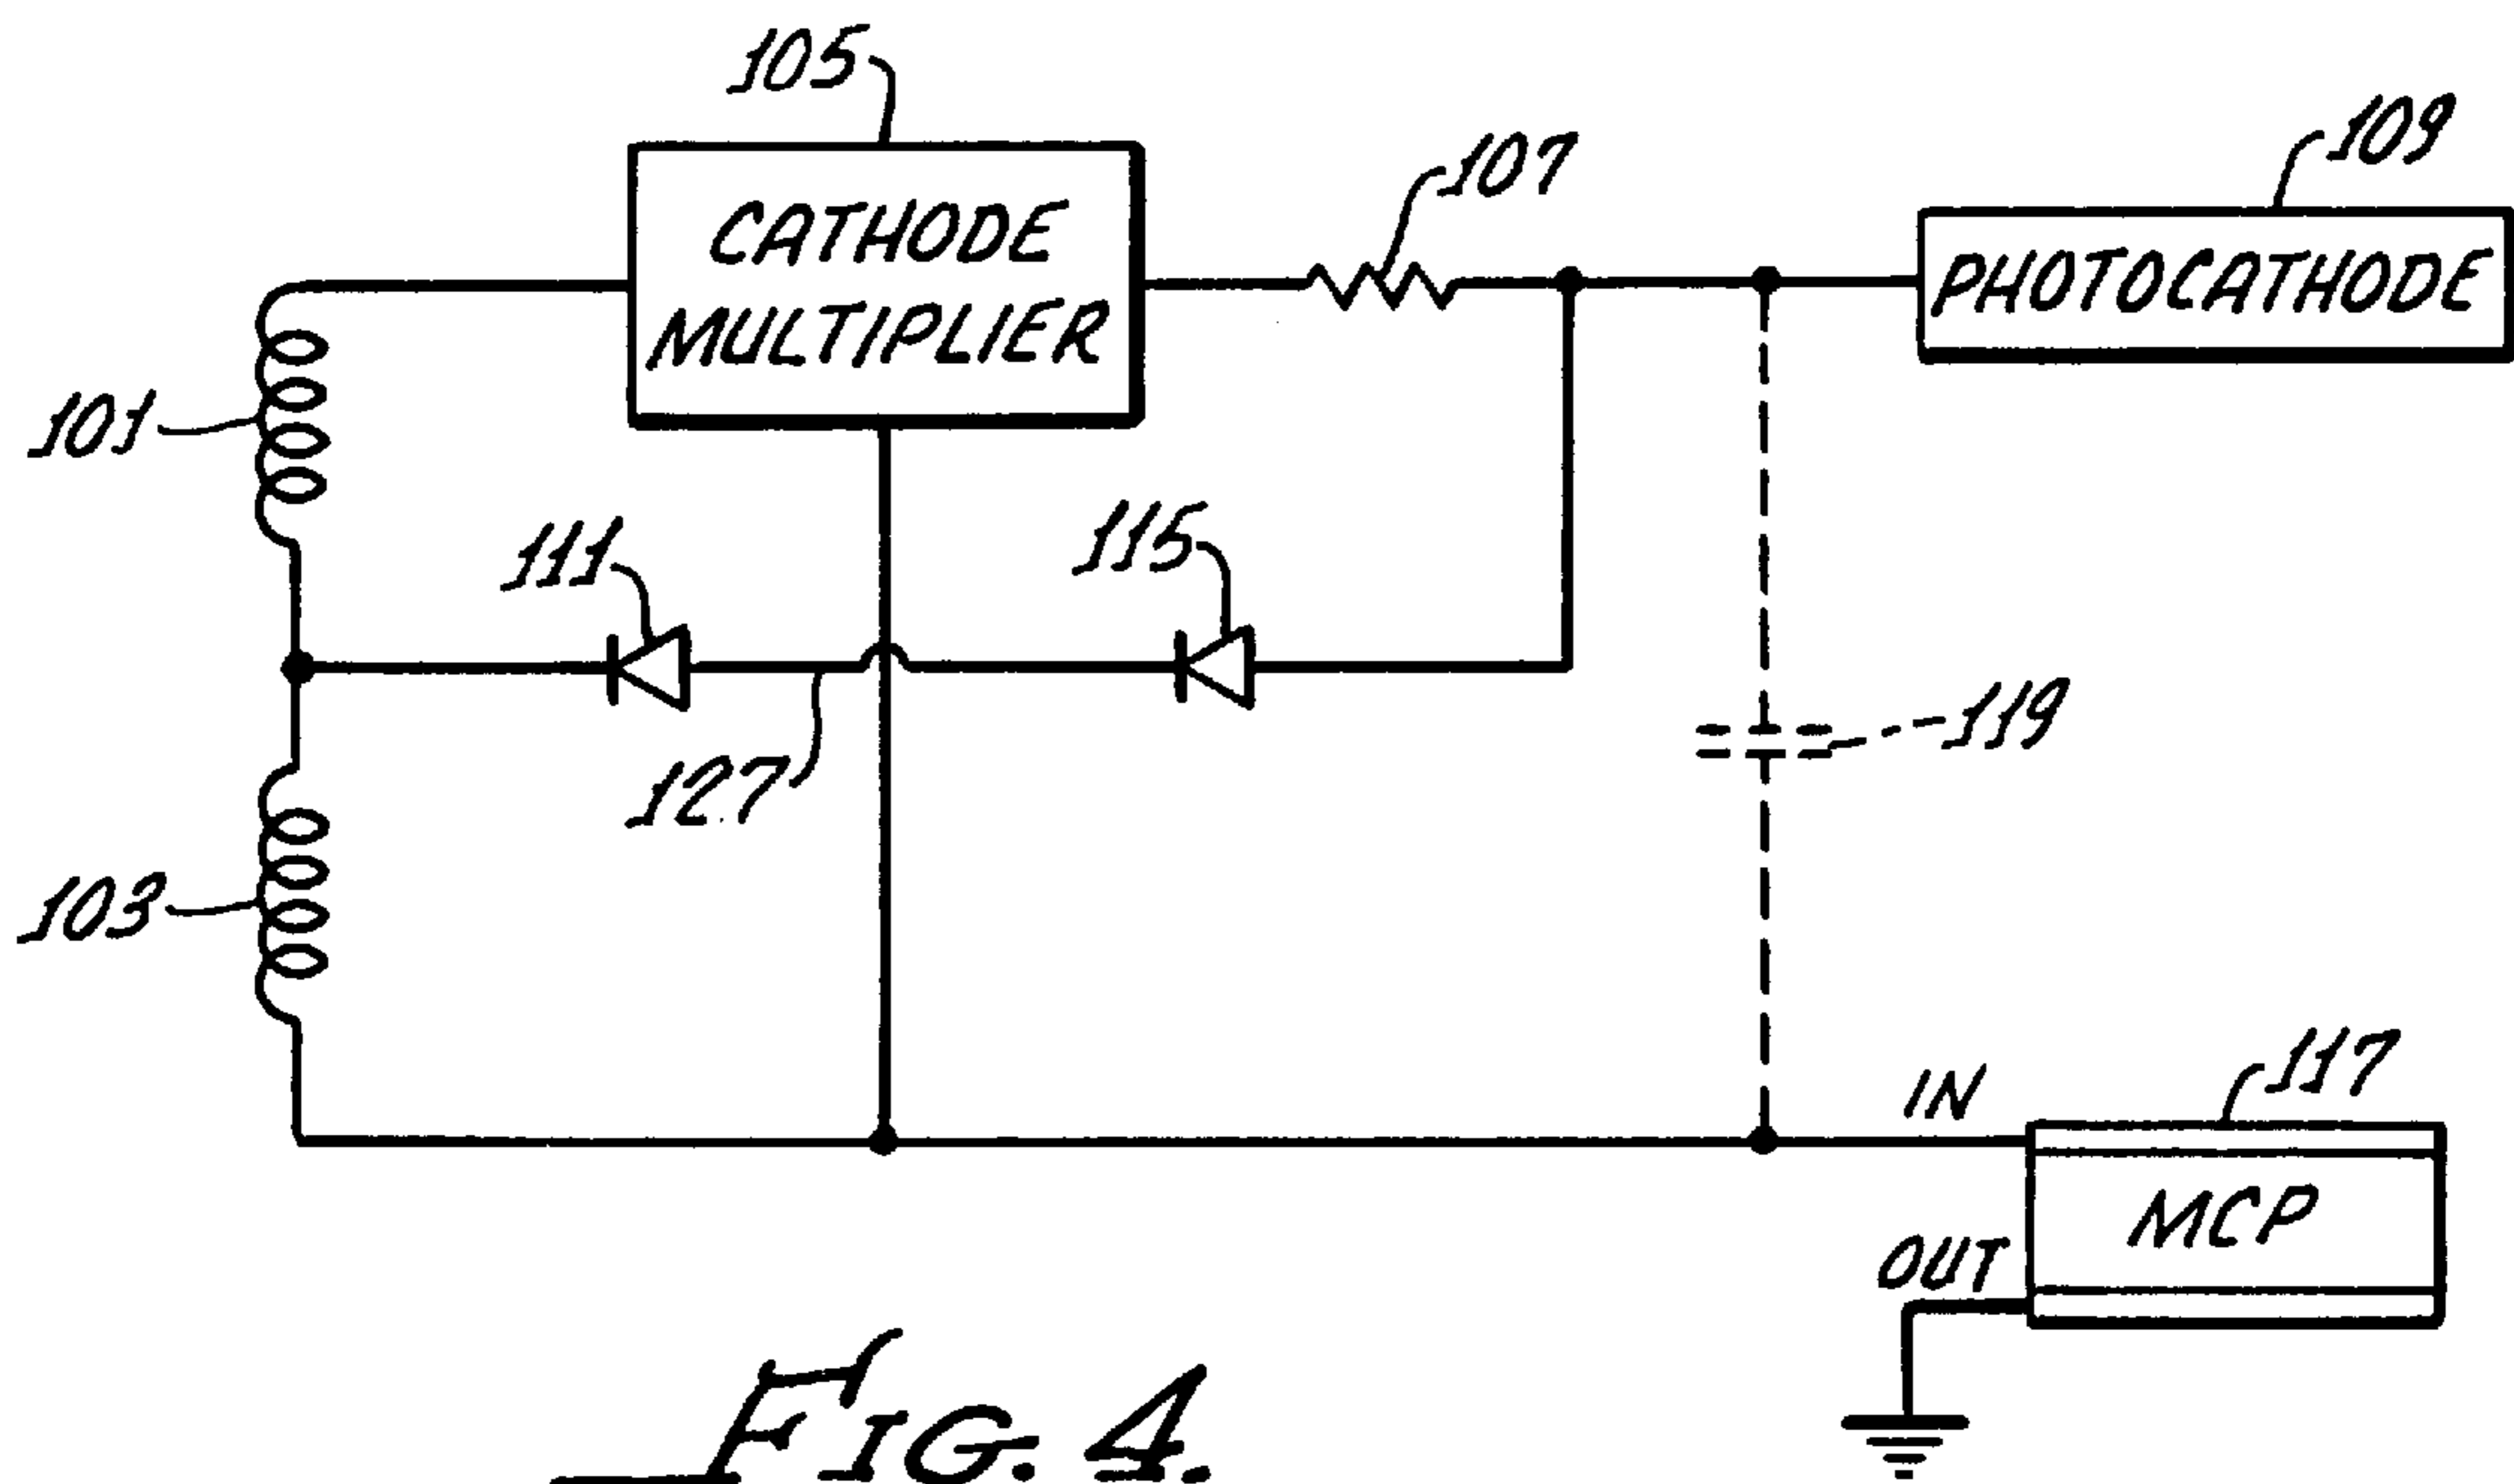 105
109
107
CATHODE
MULTIPLIER
PHOTOCATHODE
101
111
115
127
119
103
117
IN
MCP
OUT
FIG. 4.